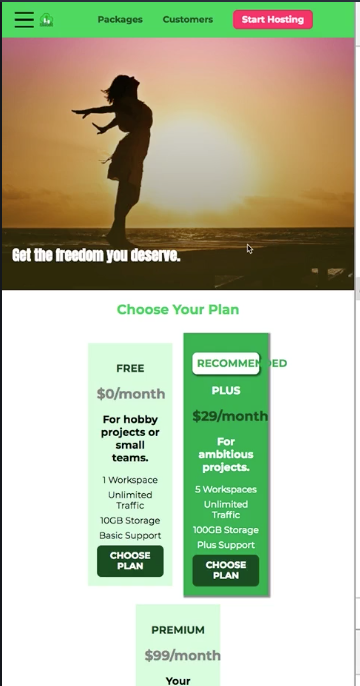 Packages Customers Start Hosting
Get the freedom you deserve.
Choose Your Plan
FREE
$0/month
For hobby
projects or
small
teams.
1 Workspace
Unlimited
Traffic
10GB Storage
Basic Support
CHOOSE
PLAN
RECOMMENDED
PLUS
$29/month
For
ambitious
projects.
5 Workspaces
Unlimited
Traffic
100GB Storage
Plus Support
CHOOSE
PLAN
PREMIUM
$99/month
Your